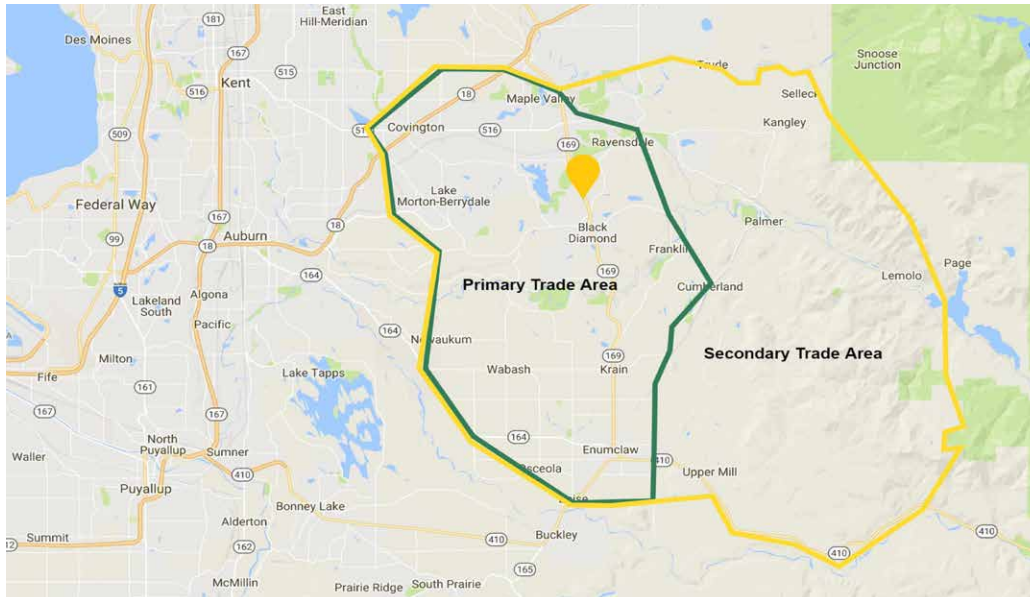 181
East
Hill-Meridian
Des Moines
167
Kent
515
516
Snoose
Junction
Selleck
18
Maple Valley
Covington
516
Kangley
509
169
Ravensdale
Lake
Morton-Berrydale
Federal Way
167
18
Black
Diamond
Palmer
99
18
Auburn
Franklin
Page
164
169
Lemolo
5
Algona
Primary Trade Area
Cumberland
Lakeland
South
Pacific
164
Milton
169
Secondary Trade Area
Wabash
Krain
Fife
161
Lake Tapps
167
167
North
Puyallup
164
Waller
Sumner
Enumclaw
410
410
Upper Mill
Puyallup
Bonney Lake
Summit
Alderton
Buckley
410
410
410
162
165
McMillin
Prairie Ridge
South Prairie